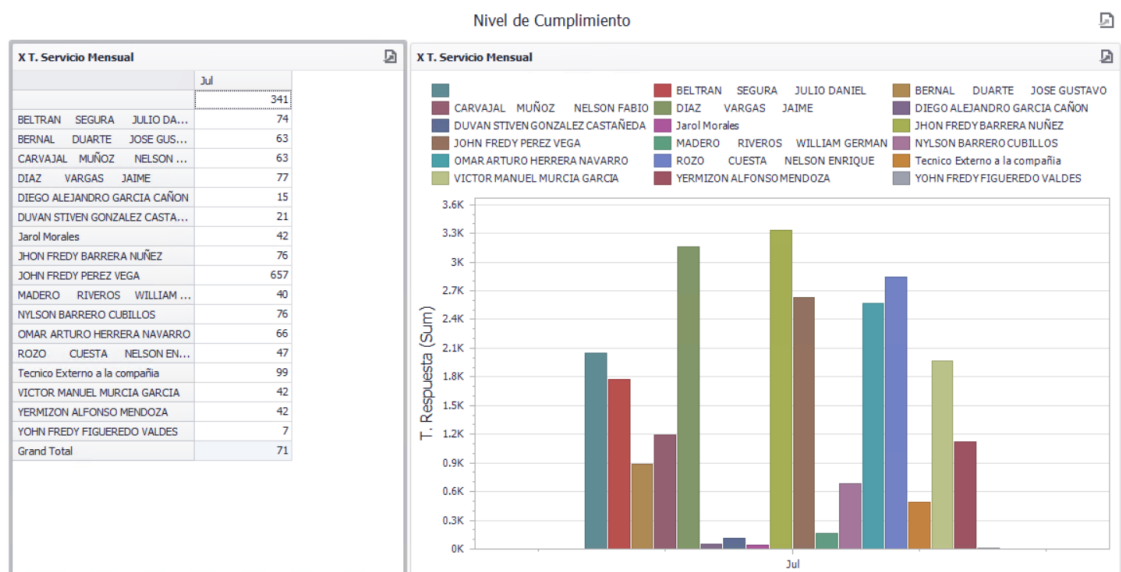 Nivel de Cumplimiento
X T. Servicio Mensual
Jul
341
BELTRAN SEGURA JULIO DA... 74
BERNAL DUARTE JOSE GUS... 63
CARVAJAL MUÑOZ NELSON ... 63
DIAZ VARGAS JAIME 77
DIEGO ALEJANDRO GARCIA CAÑON 15
DUVAN STIVEN GONZALEZ CASTA... 21
Jarol Morales 42
JHON FREDY BARRERA NUÑEZ 76
JOHN FREDY PEREZ VEGA 657
MADERO RIVEROS WILLIAM ... 40
NYLSON BARRERO CUBILLOS 76
OMAR ARTURO HERRERA NAVARRO 66
ROZO CUESTA NELSON EN... 47
Tecnico Externo a la compañia 99
VICTOR MANUEL MURCIA GARCIA 42
YERMIZON ALFONSO MENDOZA 42
YOHN FREDY FIGUEREDO VALDES 7
Grand Total 71
X T. Servicio Mensual
BELTRAN SEGURA JULIO DANIEL BERNAL DUARTE JOSE GUSTAVO
CARVAJAL MUÑOZ NELSON FABIO DIAZ VARGAS JAIME DIEGO ALEJANDRO GARCIA CAÑON
DUVAN STIVEN GONZALEZ CASTAÑEDA Jarol Morales JHON FREDY BARRERA NUÑEZ
JOHN FREDY PEREZ VEGA MADERO RIVEROS WILLIAM GERMAN NYLSON BARRERO CUBILLOS
OMAR ARTURO HERRERA NAVARRO ROZO CUESTA NELSON ENRIQUE Tecnico Externo a la compañia
VICTOR MANUEL MURCIA GARCIA YERMIZON ALFONSO MENDOZA YOHN FREDY FIGUEREDO VALDES
3.6K
3.3K
3K
2.7K
2.4K
2.1K
1.8K
1.5K
1.2K
0.9K
0.6K
0.3K
0K
T. Respuesta (Sum)
Jul